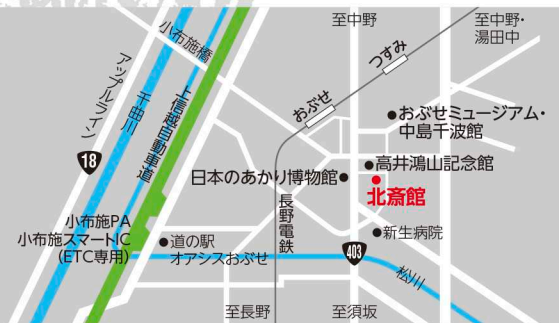 至中野
至中野・
湯田中
小布施橋
アップルライン
千曲川
上信越自動車道
つすみ
おぶせ
おぶせミュージアム・
中島千波館
18
高井鴻山記念館
日本のあかり博物館
北斎館
長野電鉄
小布施PA
小布施スマートIC
(ETC専用)
道の駅
オアシスおぶせ
新生病院
403
松川
至長野
至須坂